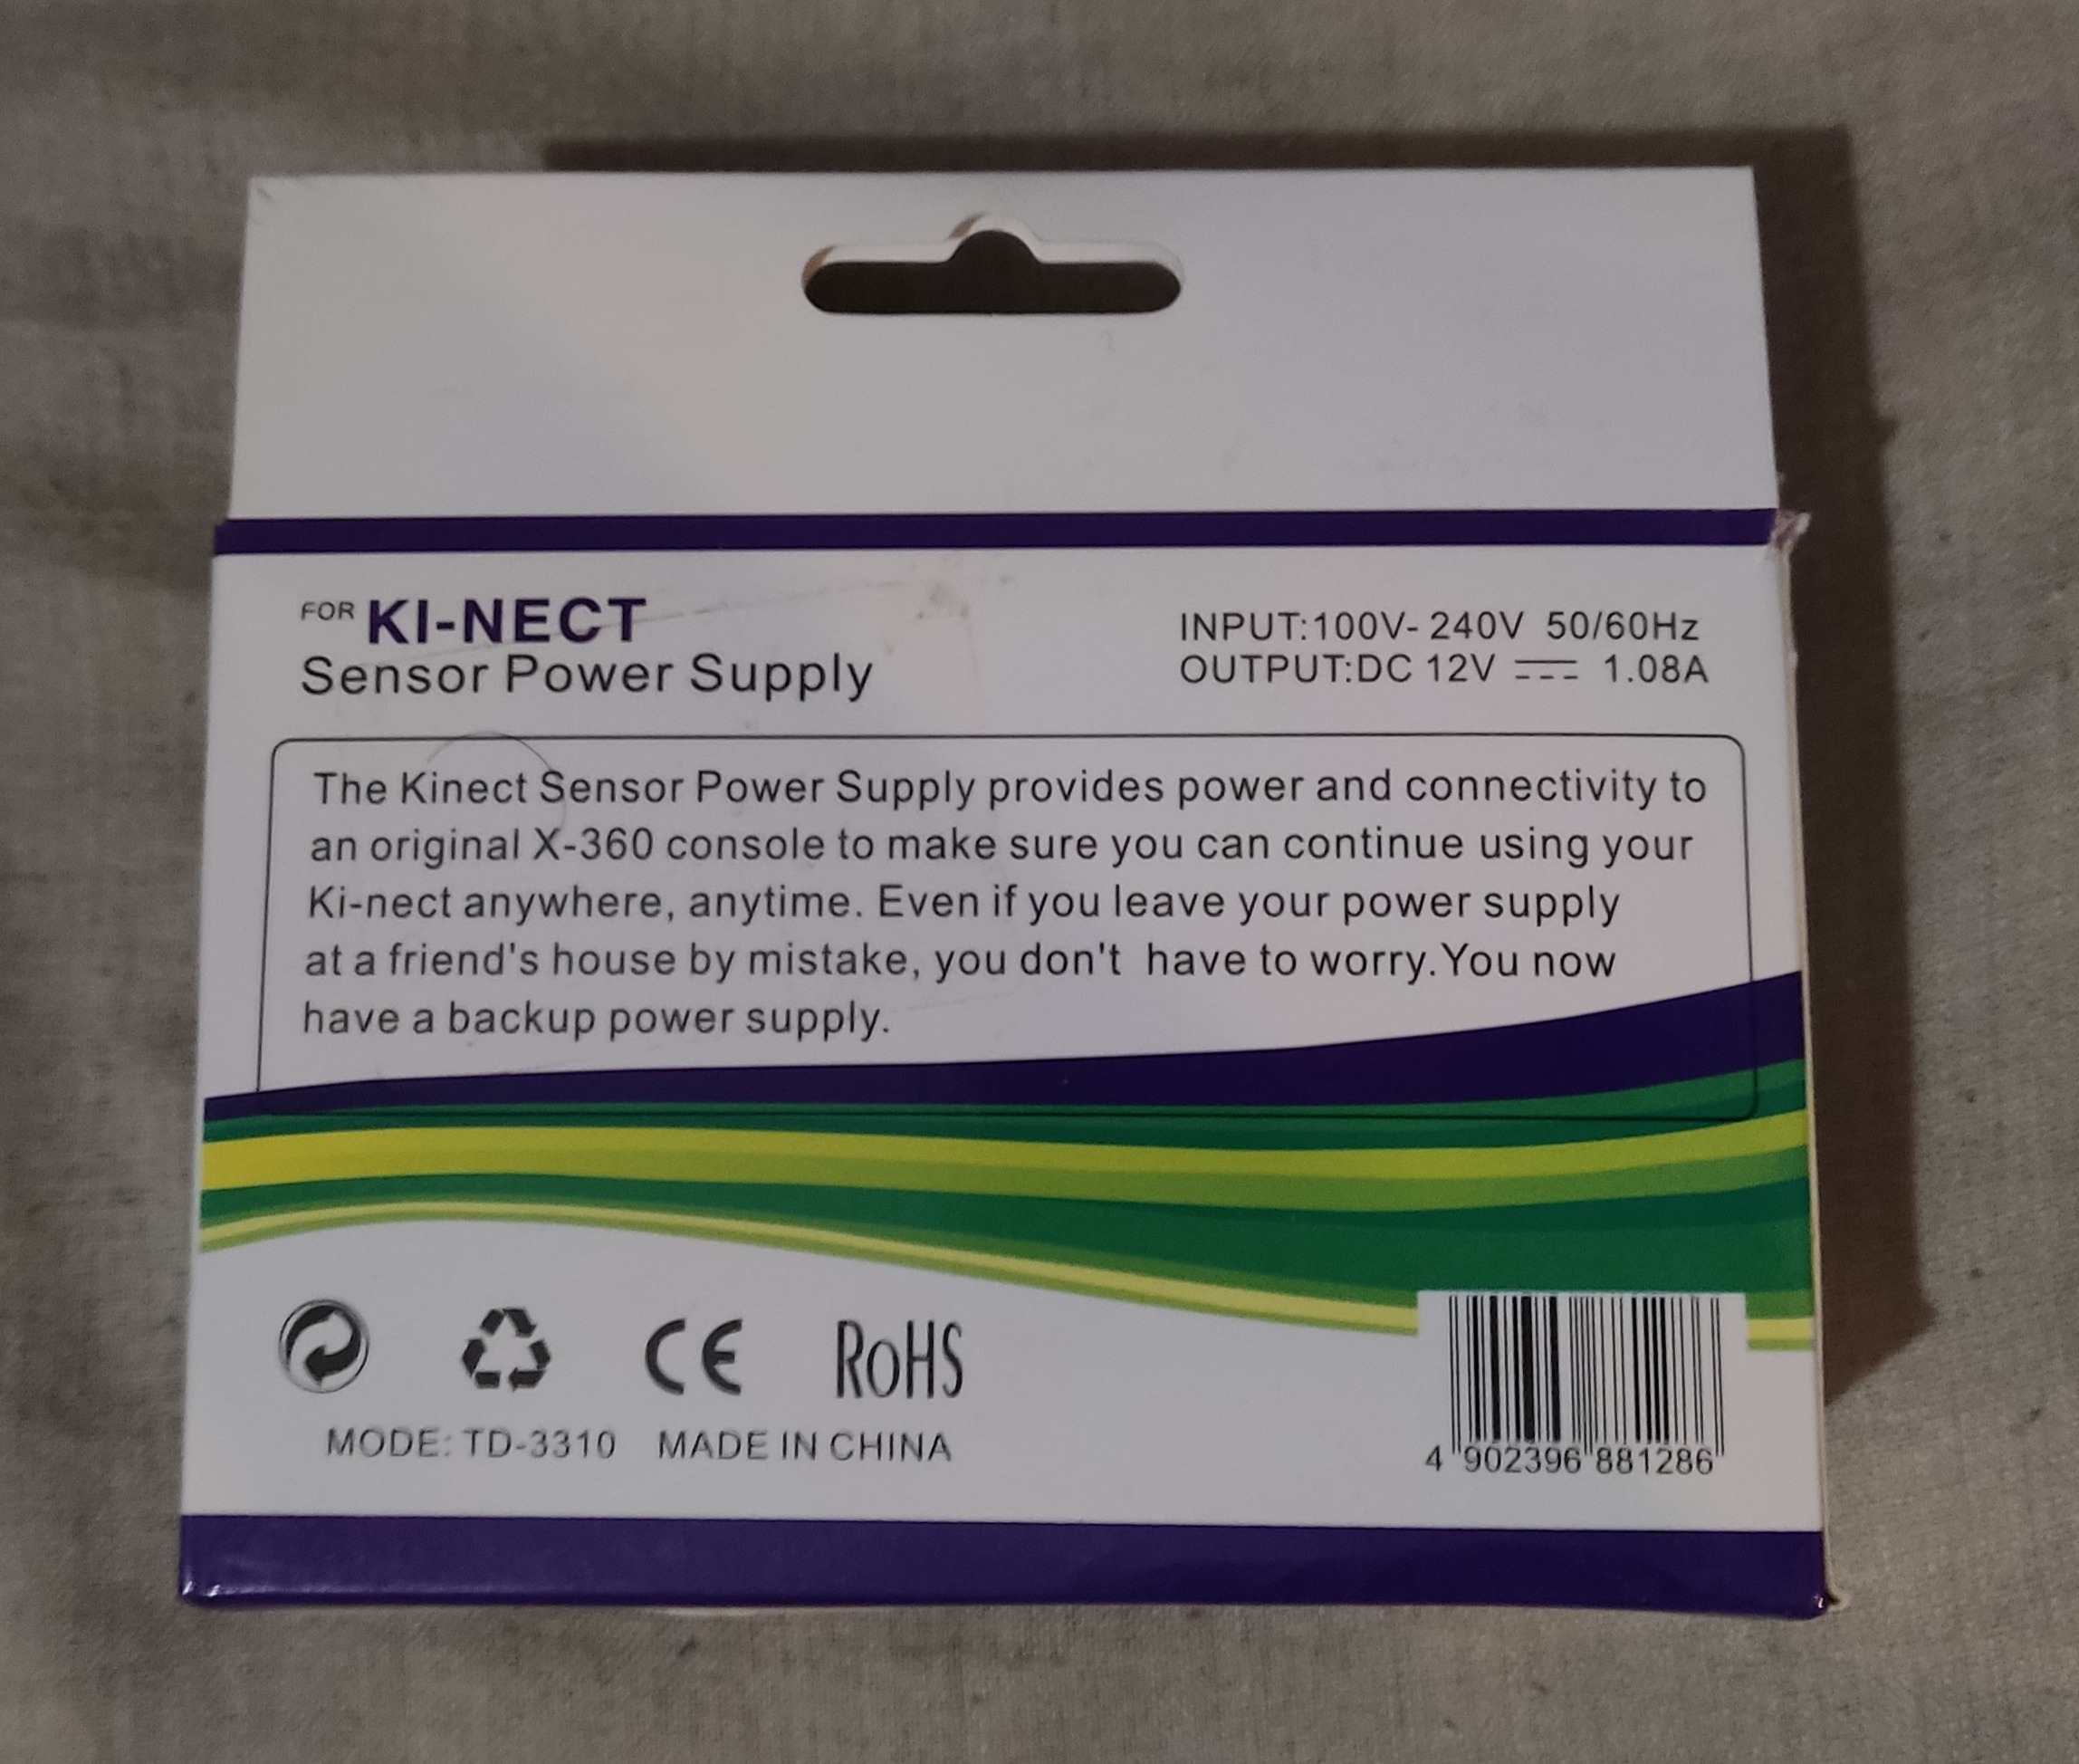 FOR KI-NECT
Sensor Power Supply
INPUT:100V- 240V 50/60Hz
OUTPUT:DC 12V ⎓ 1.08A
The Kinect Sensor Power Supply provides power and connectivity to
an original X-360 console to make sure you can continue using your
Ki-nect anywhere, anytime. Even if you leave your power supply
at a friend's house by mistake, you don't have to worry.You now
have a backup power supply.
CE RoHS
MODE: TD-3310 MADE IN CHINA
4 "902396"881286"